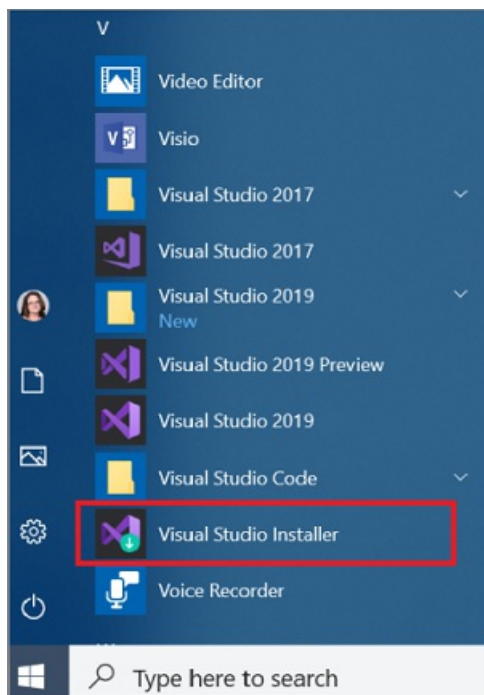 V
Video Editor
Visio
Visual Studio 2017
Visual Studio 2017
Visual Studio 2019
New
Visual Studio 2019 Preview
Visual Studio 2019
Visual Studio Code
Visual Studio Installer
Voice Recorder
Type here to search